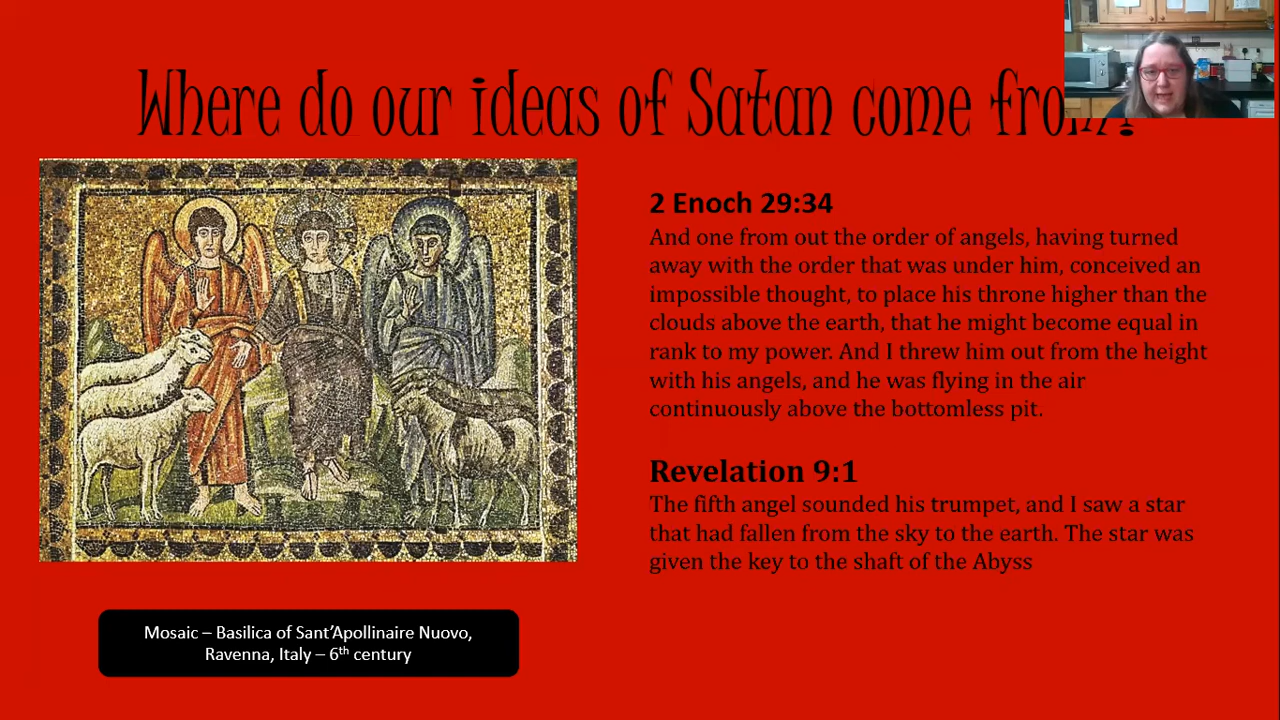 Where do our ideas of Satan come from?
2 Enoch 29:34
And one from out the order of angels, having turned
away with the order that was under him, conceived an
impossible thought, to place his throne higher than the
clouds above the earth, that he might become equal in
rank to my power. And I threw him out from the height
with his angels, and he was flying in the air
continuously above the bottomless pit.
Revelation 9:1
The fifth angel sounded his trumpet, and I saw a star
that had fallen from the sky to the earth. The star was
given the key to the shaft of the Abyss
Mosaic – Basilica of Sant’Apollinaire Nuovo,
Ravenna, Italy – 6th century